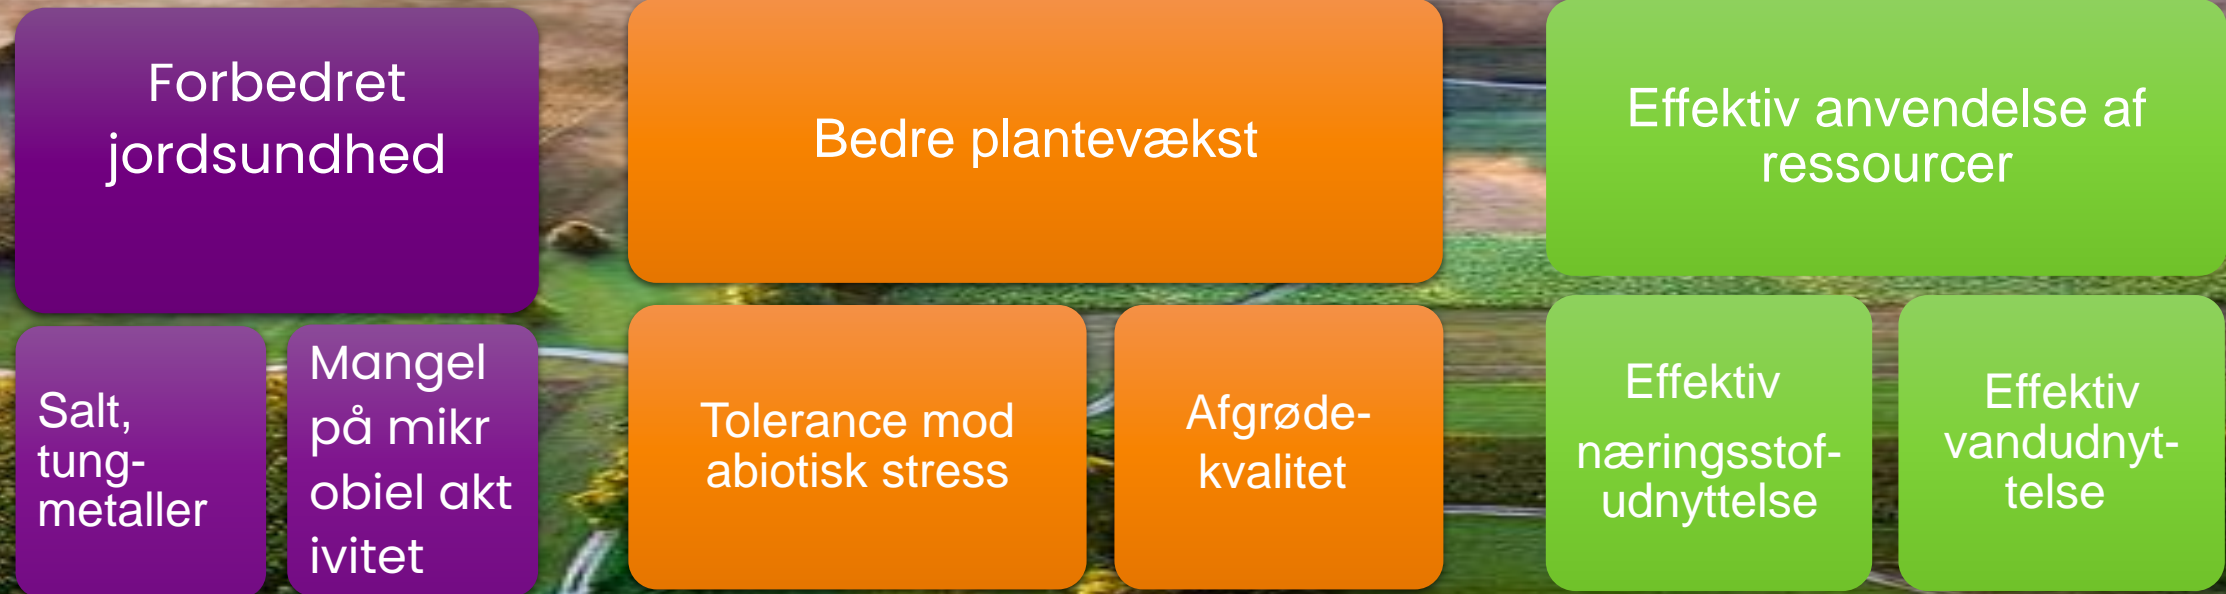 Forbedret
jordsundhed
Salt,
tung-
metaller
Mangel
på mikr
obiel akt
ivitet
Bedre plantevækst
Tolerance mod
abiotisk stress
Afgrøde-
kvalitet
Effektiv anvendelse af
ressourcer
Effektiv
næringsstof-
udnyttelse
Effektiv
vandudnyt-
telse